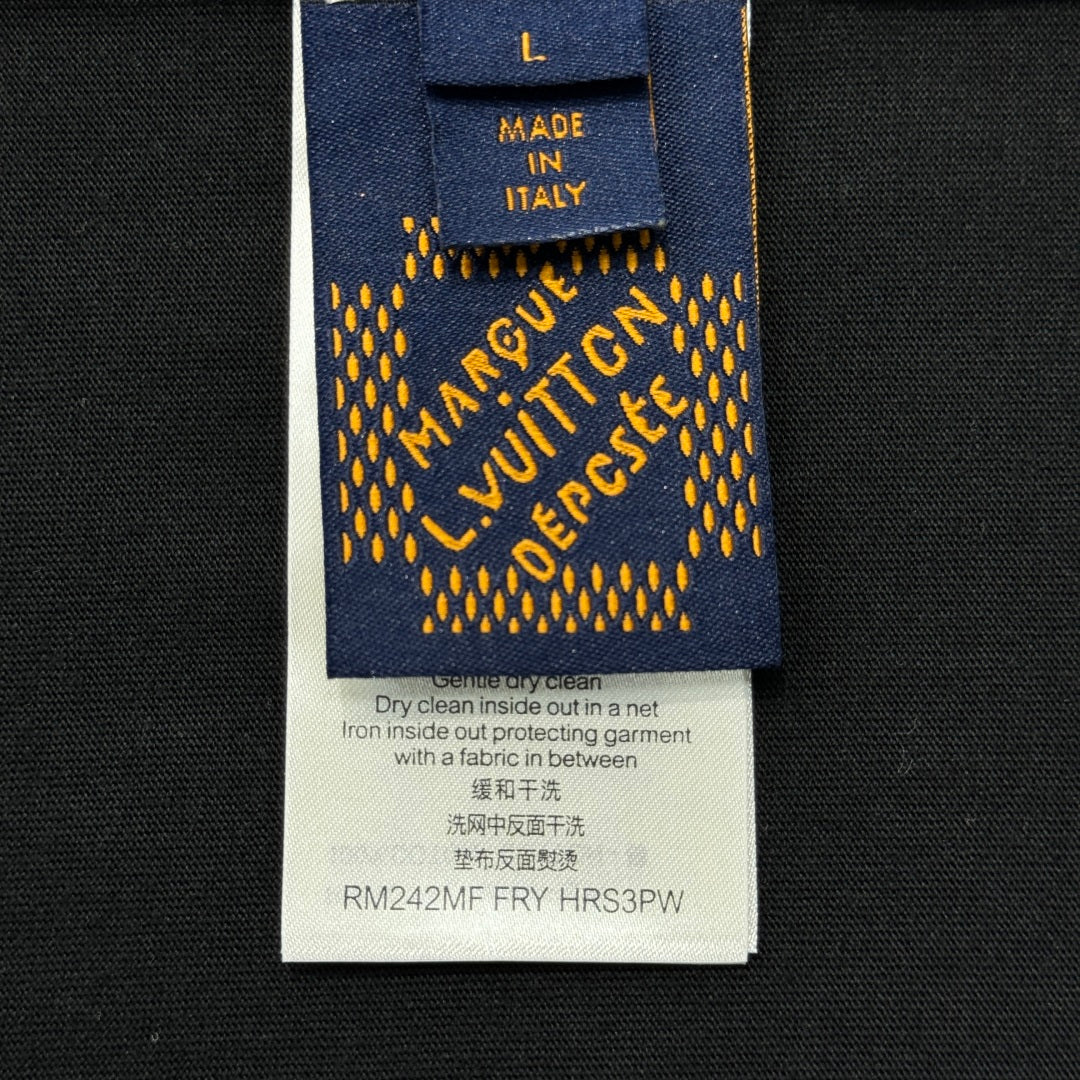 L
MADE
IN
ITALY
MARQUE
L.VUITTON
DÉPOSÉE
Gentle dry clean
Dry clean inside out in a net
Iron inside out protecting garment
with a fabric in between
缓和干洗
洗网中反面干洗
垫布反面熨烫
RM242MF FRY HRS3PW